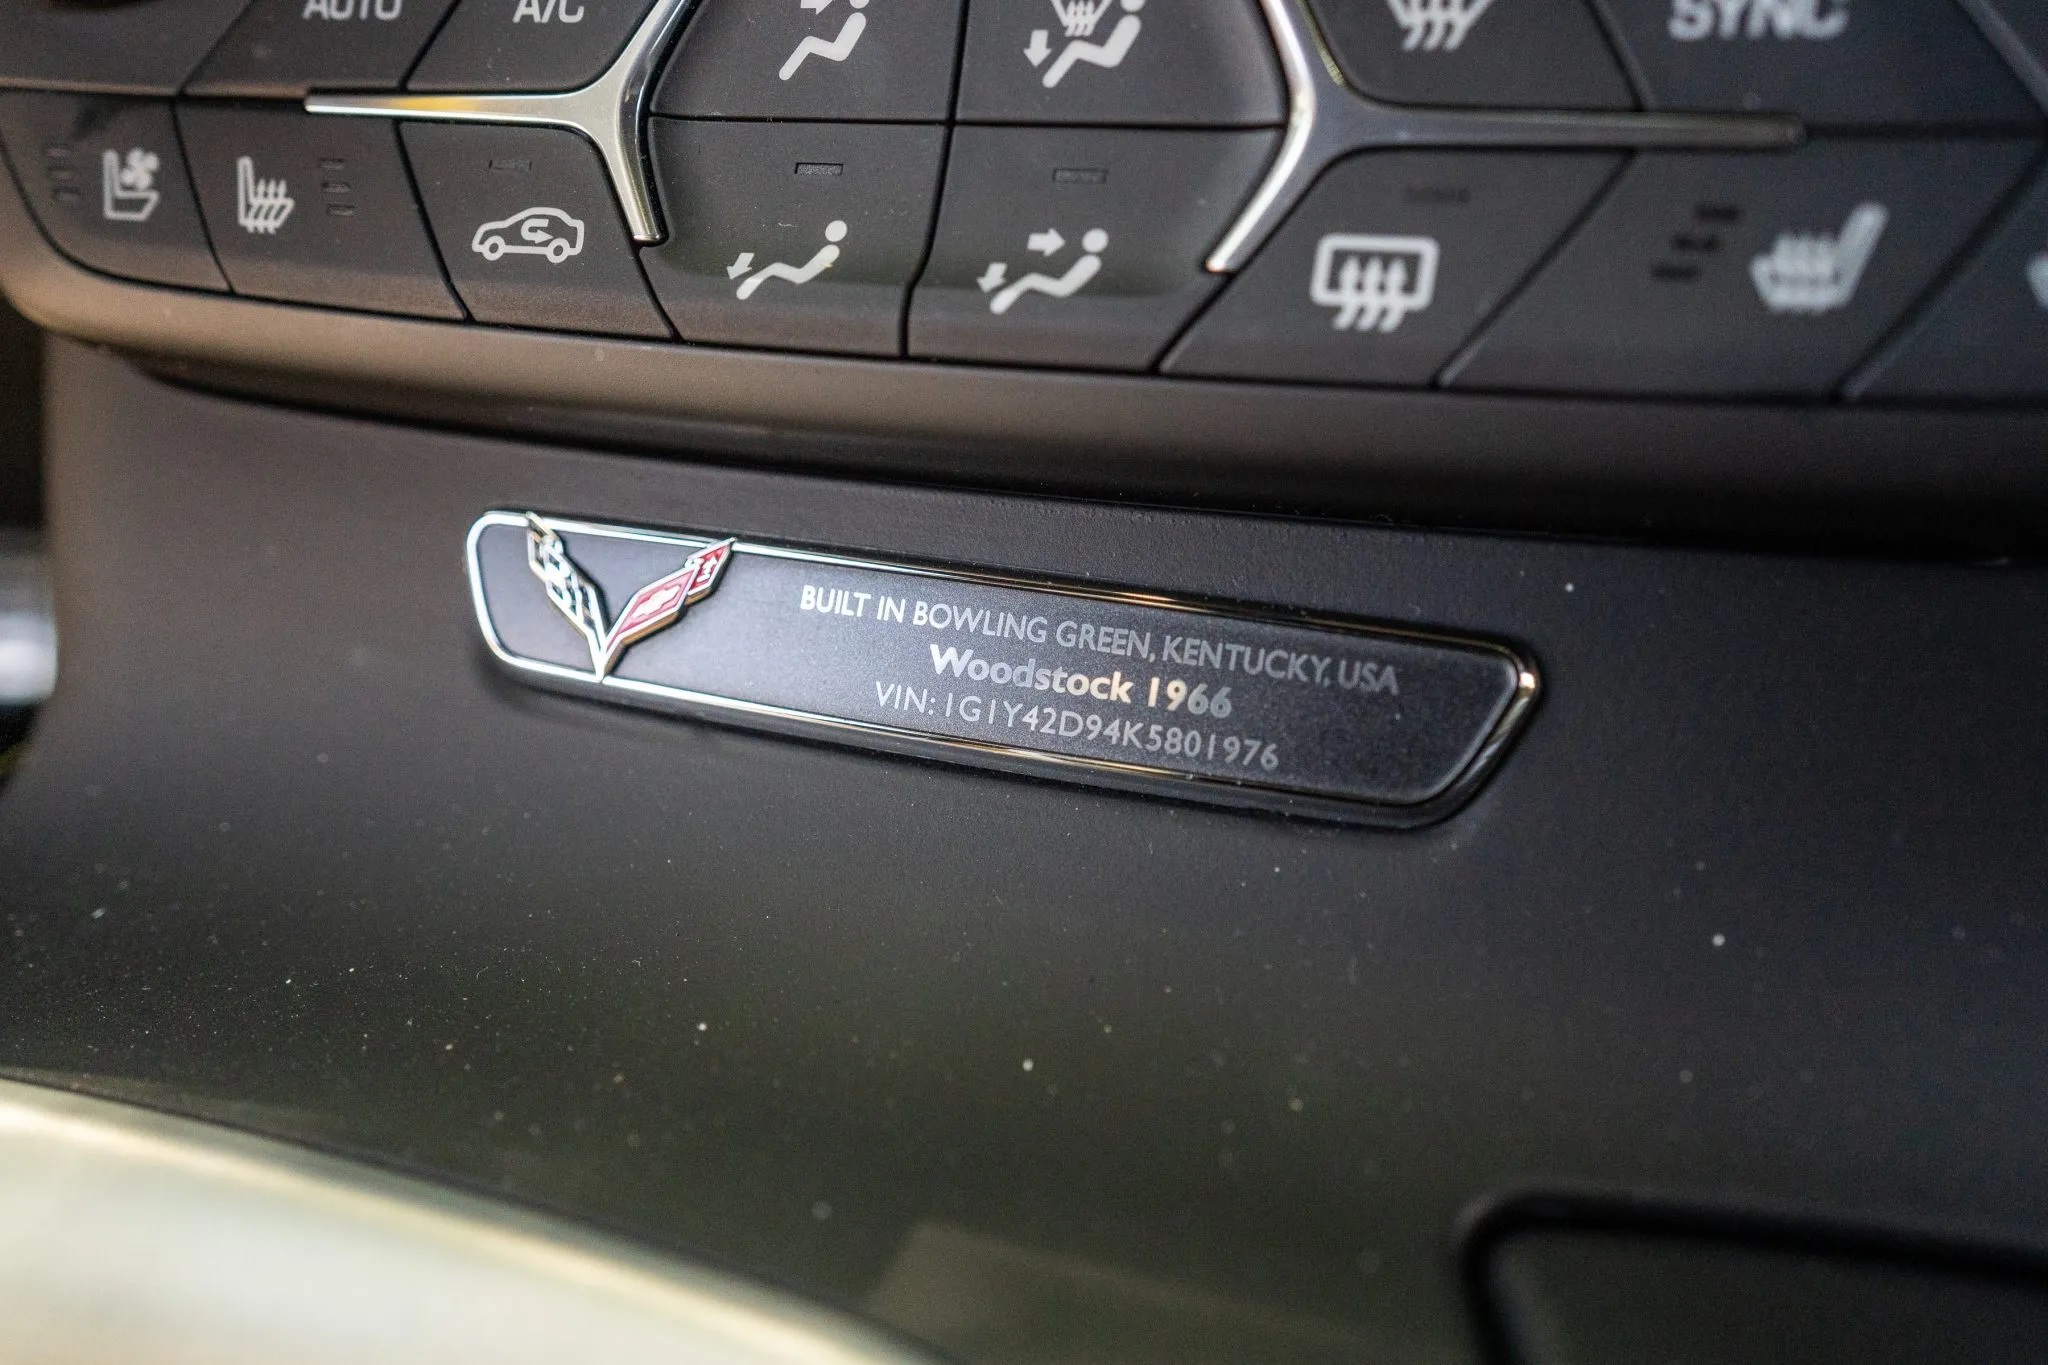 AUTO
A/C
SYNC
BUILT IN BOWLING GREEN, KENTUCKY, USA
Woodstock 1966
VIN: 1G1Y42D94K5801976